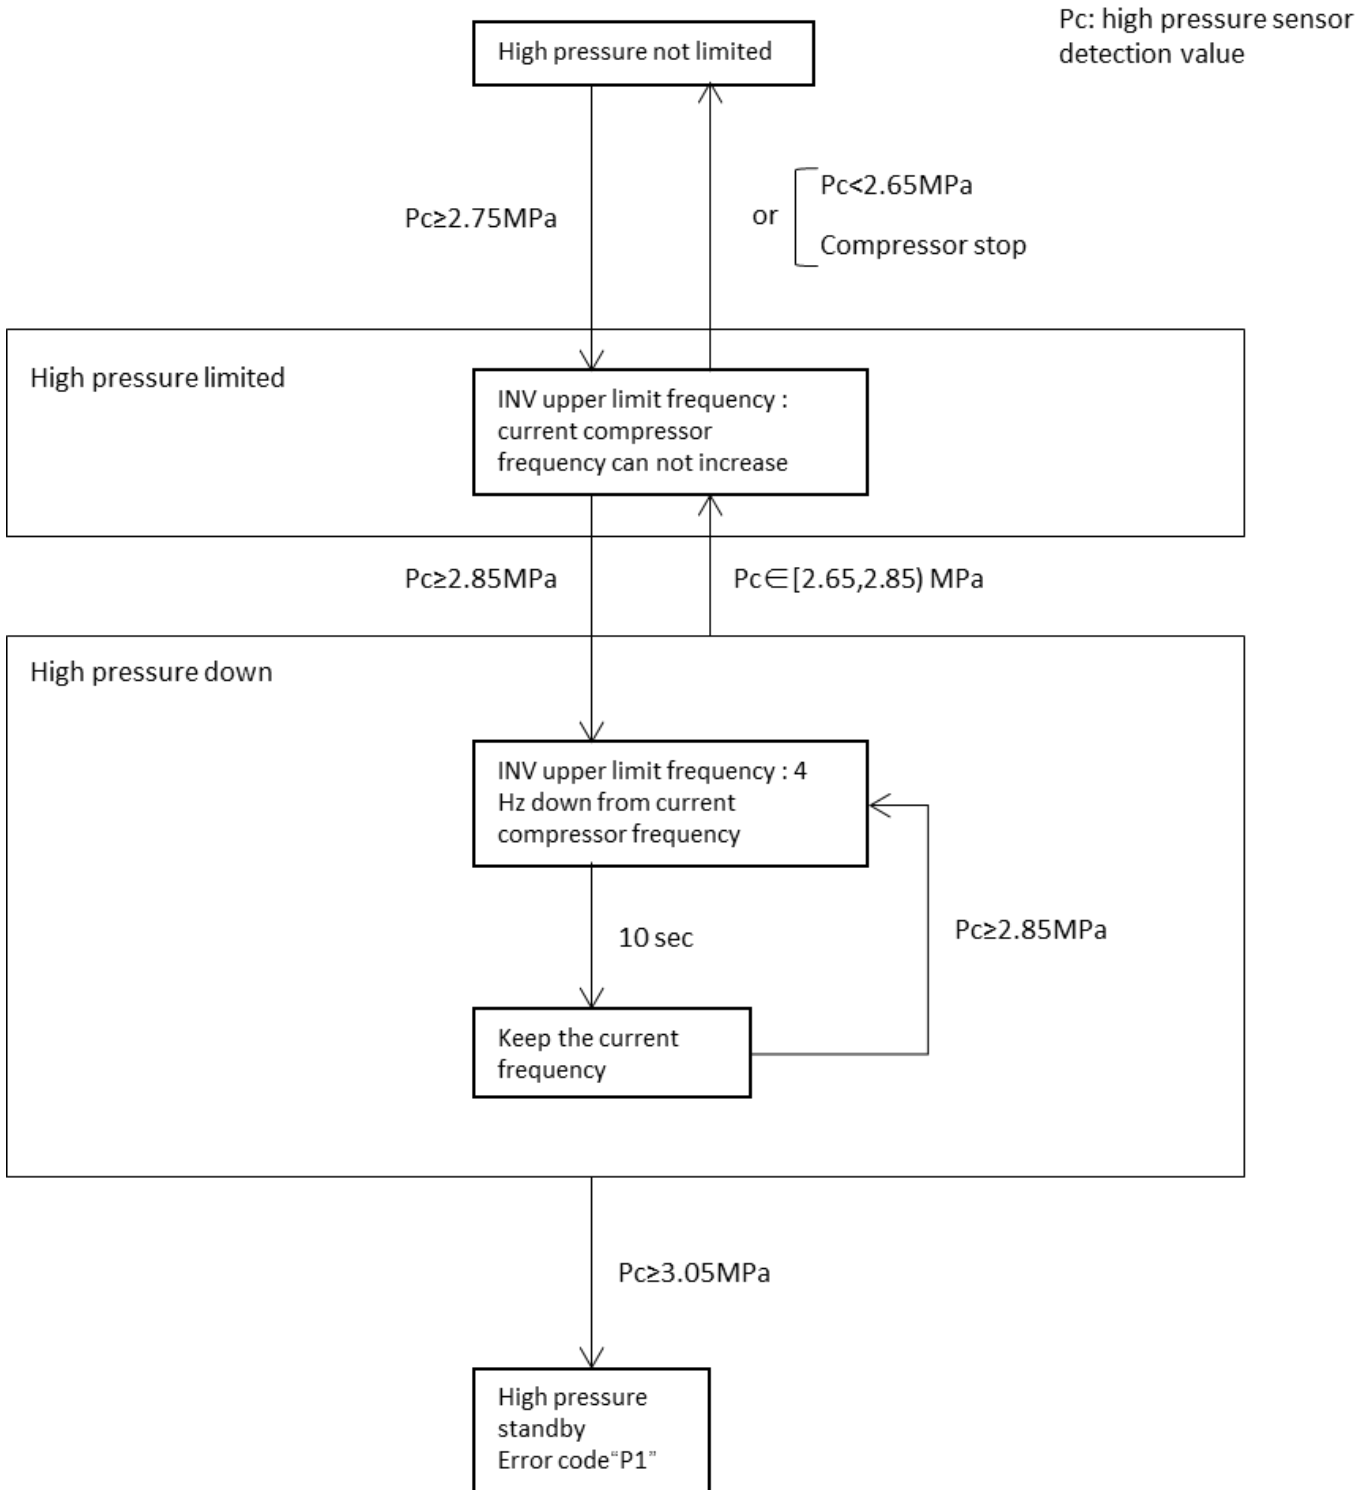 Pc: high pressure sensor
detection value
High pressure not limited
Pc≥2.75MPa
or
Pc<2.65MPa
Compressor stop
High pressure limited
INV upper limit frequency :
current compressor
frequency can not increase
Pc≥2.85MPa
Pc∈[2.65,2.85) MPa
High pressure down
INV upper limit frequency : 4
Hz down from current
compressor frequency
10 sec
Pc≥2.85MPa
Keep the current
frequency
Pc≥3.05MPa
High pressure
standby
Error code“P1”